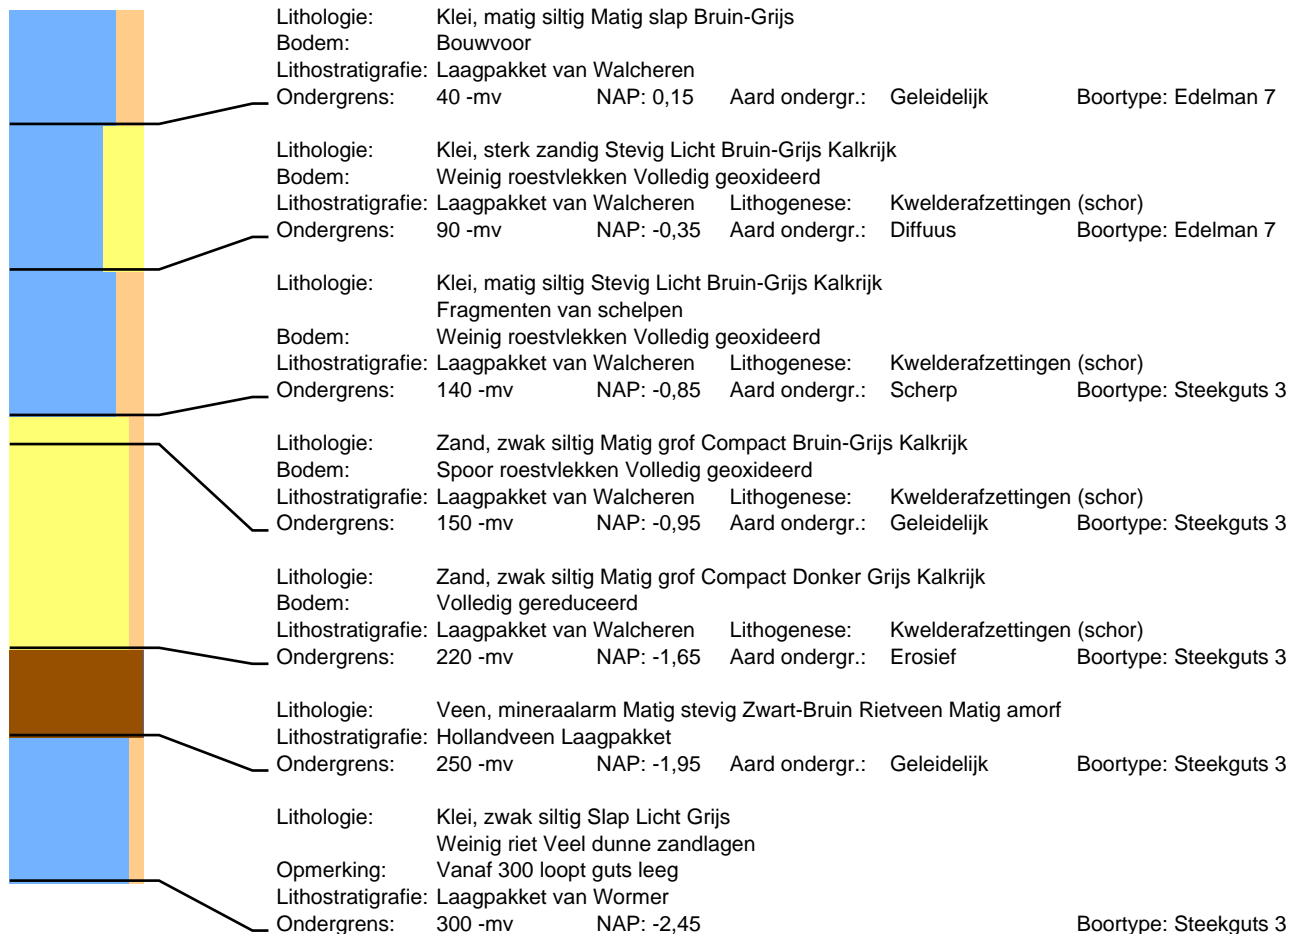 Lithologie: Klei, matig siltig Matig slap Bruin-Grijs
Bodem: Bouwvoor
Lithostratigrafie: Laagpakket van Walcheren
Ondergrens: 40 -mv NAP: 0,15 Aard ondergr.: Geleidelijk Boortype: Edelman 7
Lithologie: Klei, sterk zandig Stevig Licht Bruin-Grijs Kalkrijk
Bodem: Weinig roestvlekken Volledig geoxideerd
Lithostratigrafie: Laagpakket van Walcheren Lithogenese: Kwelderafzettingen (schor)
Ondergrens: 90 -mv NAP: -0,35 Aard ondergr.: Diffuus Boortype: Edelman 7
Lithologie: Klei, matig siltig Stevig Licht Bruin-Grijs Kalkrijk
Fragmenten van schelpen
Bodem: Weinig roestvlekken Volledig geoxideerd
Lithostratigrafie: Laagpakket van Walcheren Lithogenese: Kwelderafzettingen (schor)
Ondergrens: 140 -mv NAP: -0,85 Aard ondergr.: Scherp Boortype: Steekguts 3
Lithologie: Zand, zwak siltig Matig grof Compact Bruin-Grijs Kalkrijk
Bodem: Spoor roestvlekken Volledig geoxideerd
Lithostratigrafie: Laagpakket van Walcheren Lithogenese: Kwelderafzettingen (schor)
Ondergrens: 150 -mv NAP: -0,95 Aard ondergr.: Geleidelijk Boortype: Steekguts 3
Lithologie: Zand, zwak siltig Matig grof Compact Donker Grijs Kalkrijk
Bodem: Volledig gereduceerd
Lithostratigrafie: Laagpakket van Walcheren Lithogenese: Kwelderafzettingen (schor)
Ondergrens: 220 -mv NAP: -1,65 Aard ondergr.: Erosief Boortype: Steekguts 3
Lithologie: Veen, mineraalarm Matig stevig Zwart-Bruin Rietveen Matig amorf
Lithostratigrafie: Hollandveen Laagpakket
Ondergrens: 250 -mv NAP: -1,95 Aard ondergr.: Geleidelijk Boortype: Steekguts 3
Lithologie: Klei, zwak siltig Slap Licht Grijs
Weinig riet Veel dunne zandlagen
Opmerking: Vanaf 300 loopt guts leeg
Lithostratigrafie: Laagpakket van Wormer
Ondergrens: 300 -mv NAP: -2,45 Boortype: Steekguts 3